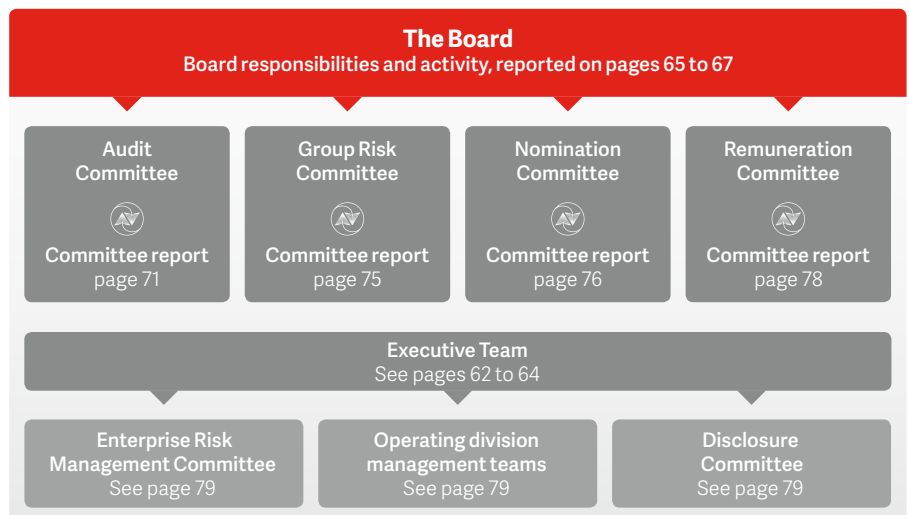 The Board
Board responsibilities and activity, reported on pages 65 to 67
Audit
Committee
Committee report
page 71
Group Risk
Committee
Committee report
page 75
Nomination
Committee
Committee report
page 76
Remuneration
Committee
Committee report
page 78
Executive Team
See pages 62 to 64
Enterprise Risk
Management Committee
See page 79
Operating division
management teams
See page 79
Disclosure
Committee
See page 79